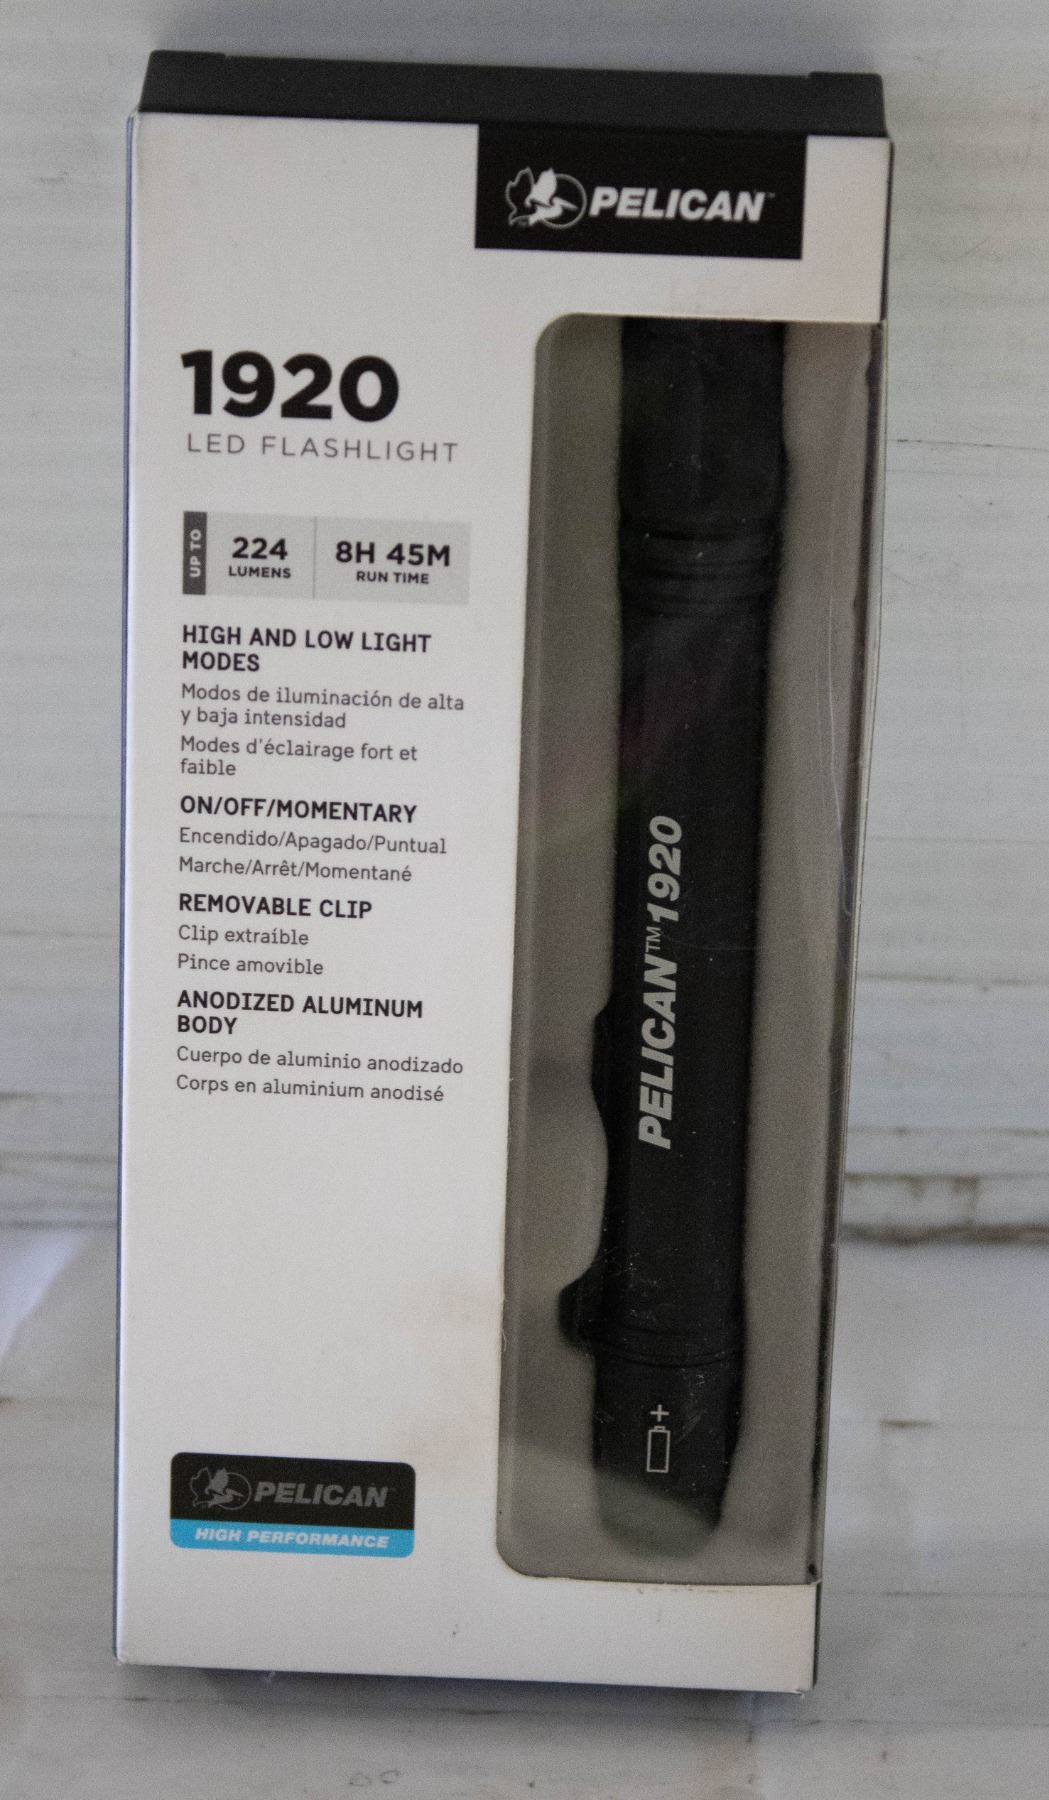 PELICAN™
1920
LED FLASHLIGHT
UP TO
224
LUMENS
8H 45M
RUN TIME
HIGH AND LOW LIGHT
MODES
Modos de iluminación de alta
y baja intensidad
Modes d'éclairage fort et
faible
ON/OFF/MOMENTARY
Encendido/Apagado/Puntual
Marche/Arrêt/Momentané
REMOVABLE CLIP
Clip extraíble
Pince amovible
ANODIZED ALUMINUM
BODY
Cuerpo de aluminio anodizado
Corps en aluminium anodisé
PELICAN™1920
+
PELICAN™
HIGH PERFORMANCE